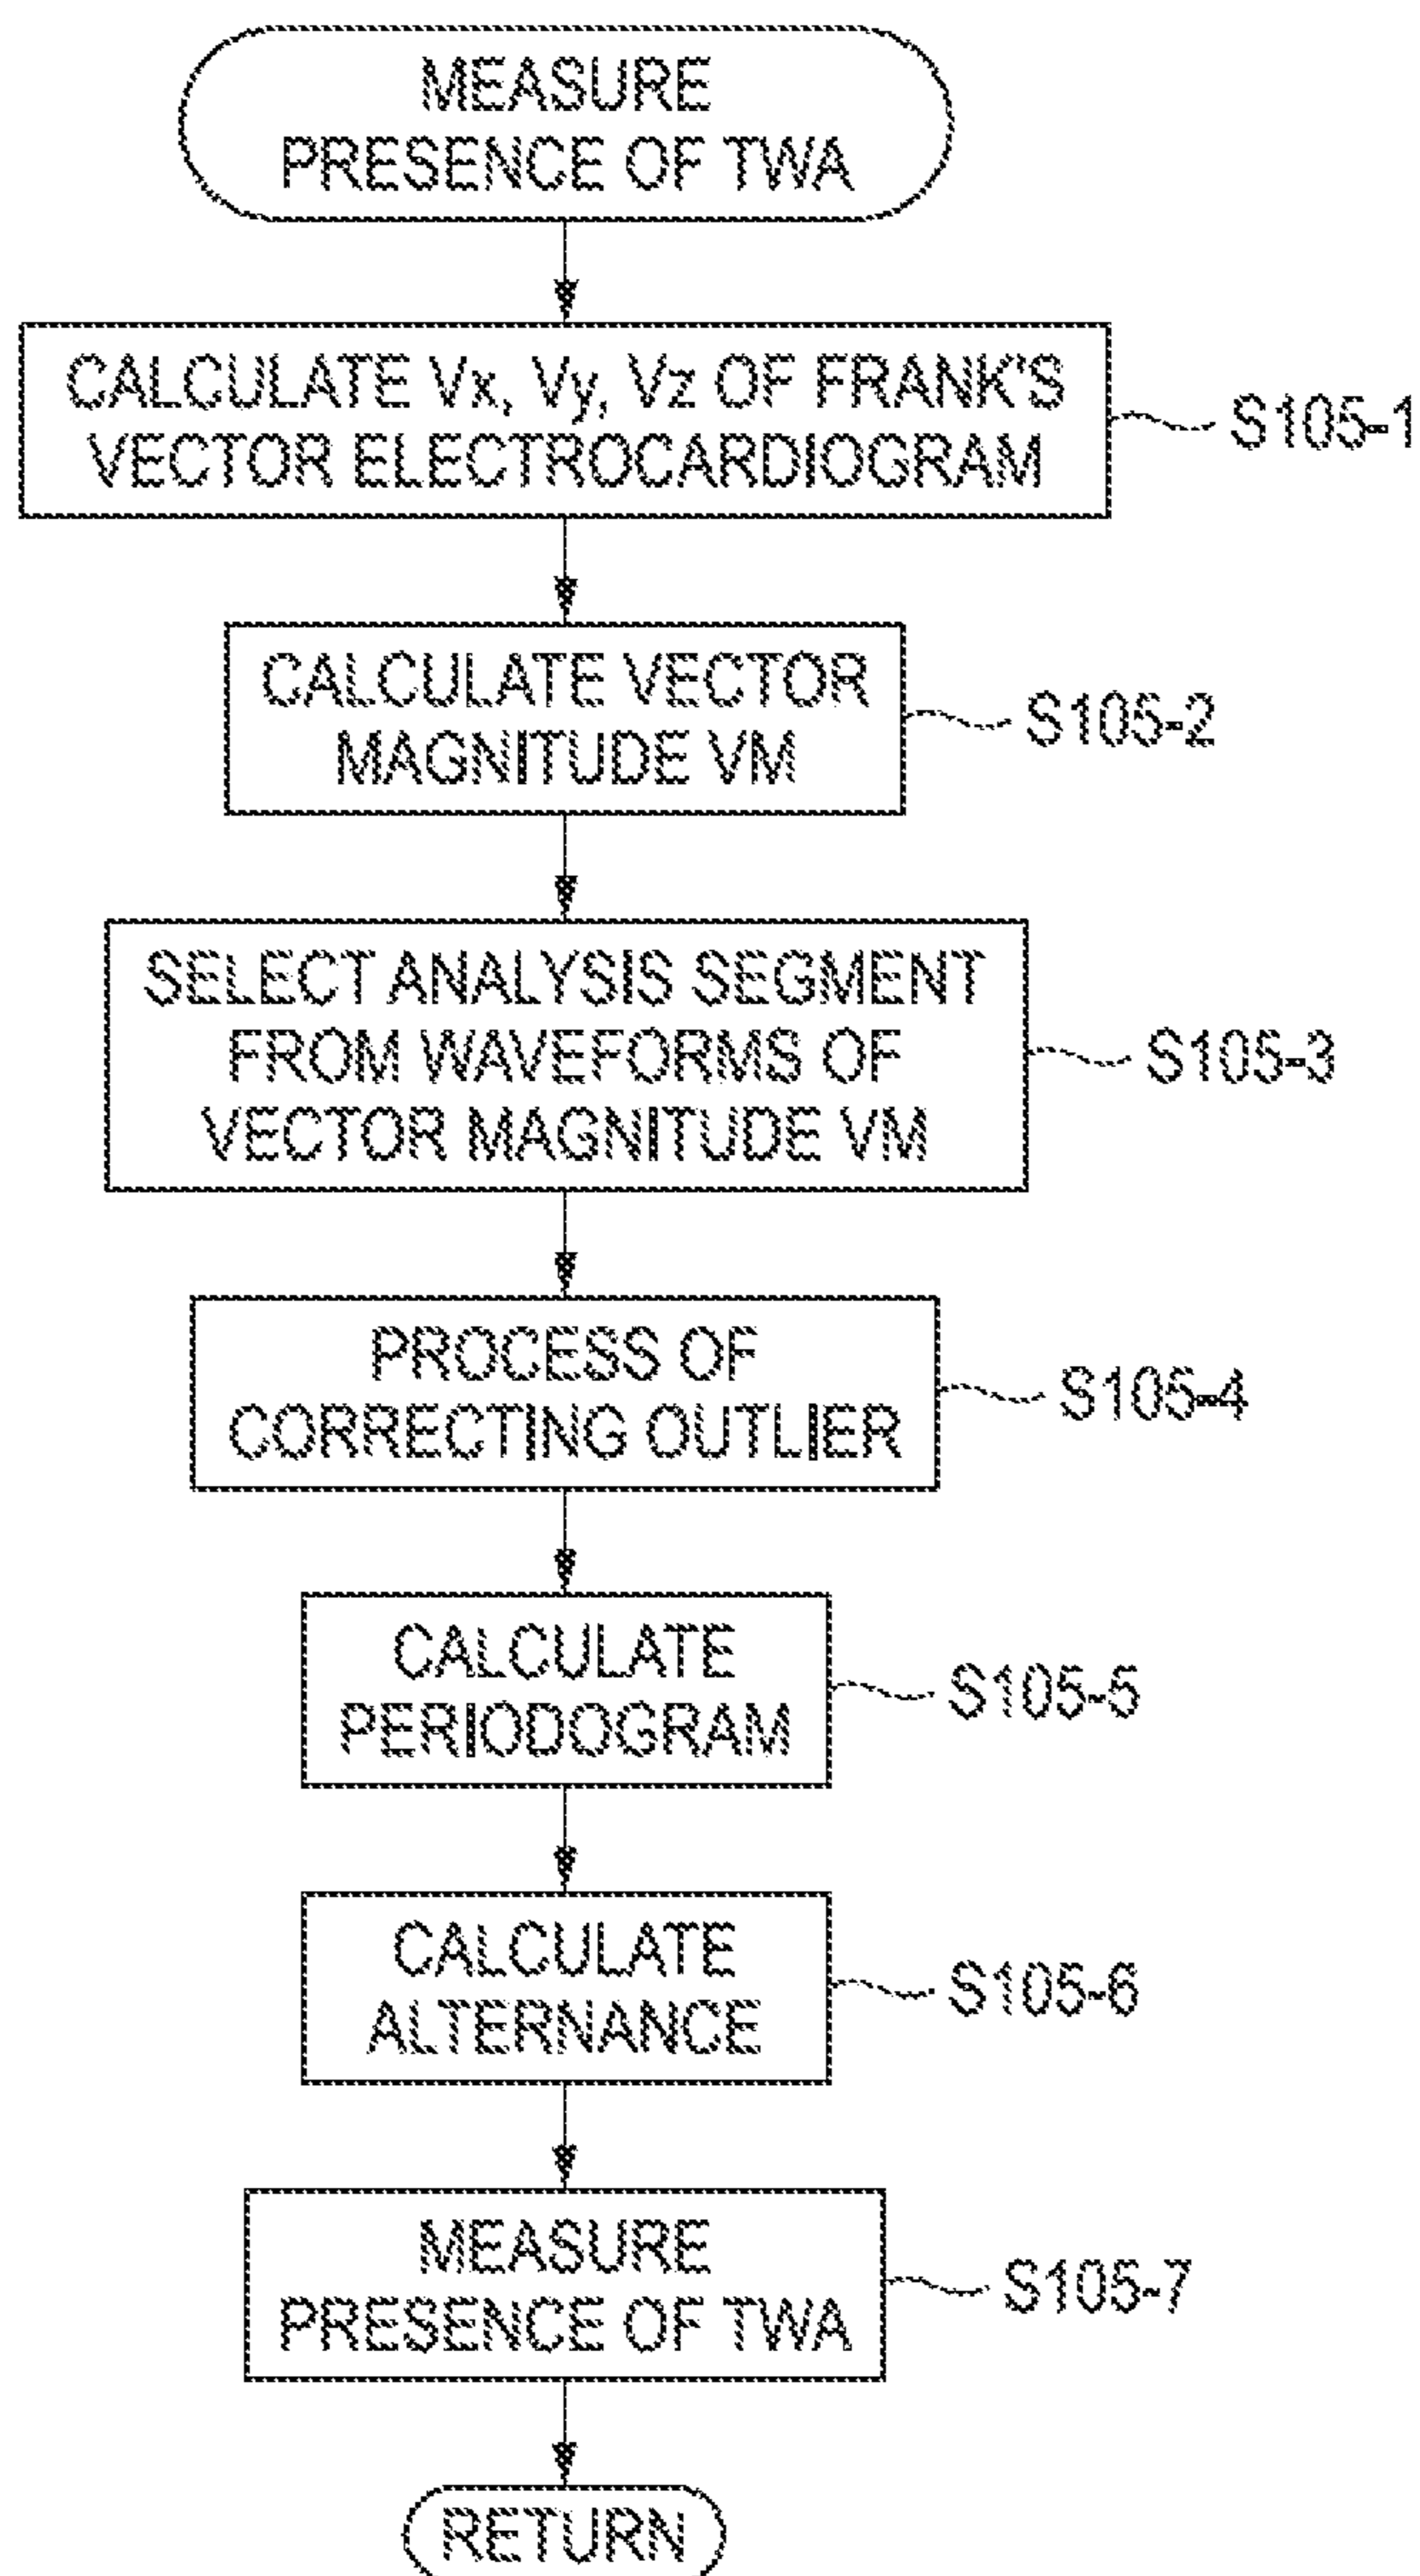 MEASURE
PRESENCE OF TWA
CALCULATE Vx, Vy, Vz OF FRANK'S
VECTOR ELECTROCARDIOGRAM
S105-1
CALCULATE VECTOR
MAGNITUDE VM
S105-2
SELECT ANALYSIS SEGMENT
FROM WAVEFORMS OF
VECTOR MAGNITUDE VM
S105-3
PROCESS OF
CORRECTING OUTLIER
S105-4
CALCULATE
PERIODOGRAM
S105-5
CALCULATE
ALTERNANCE
S105-6
MEASURE
PRESENCE OF TWA
S105-7
RETURN